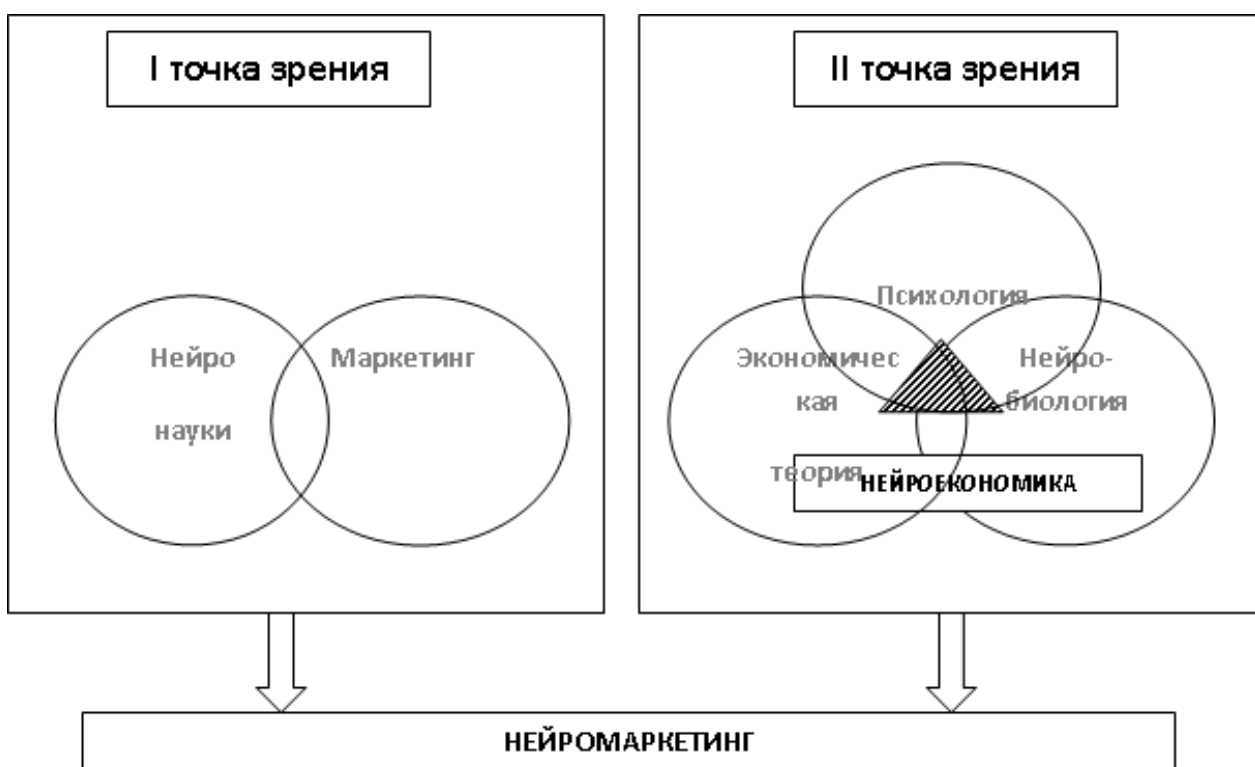 I точка зрения
II точка зрения
Нейро
науки
Маркетинг
Психология
Экономичес
кая
теория
Нейро-
биология
НЕЙРОЕКОНОМИКА
НЕЙРОМАРКЕТИНГ